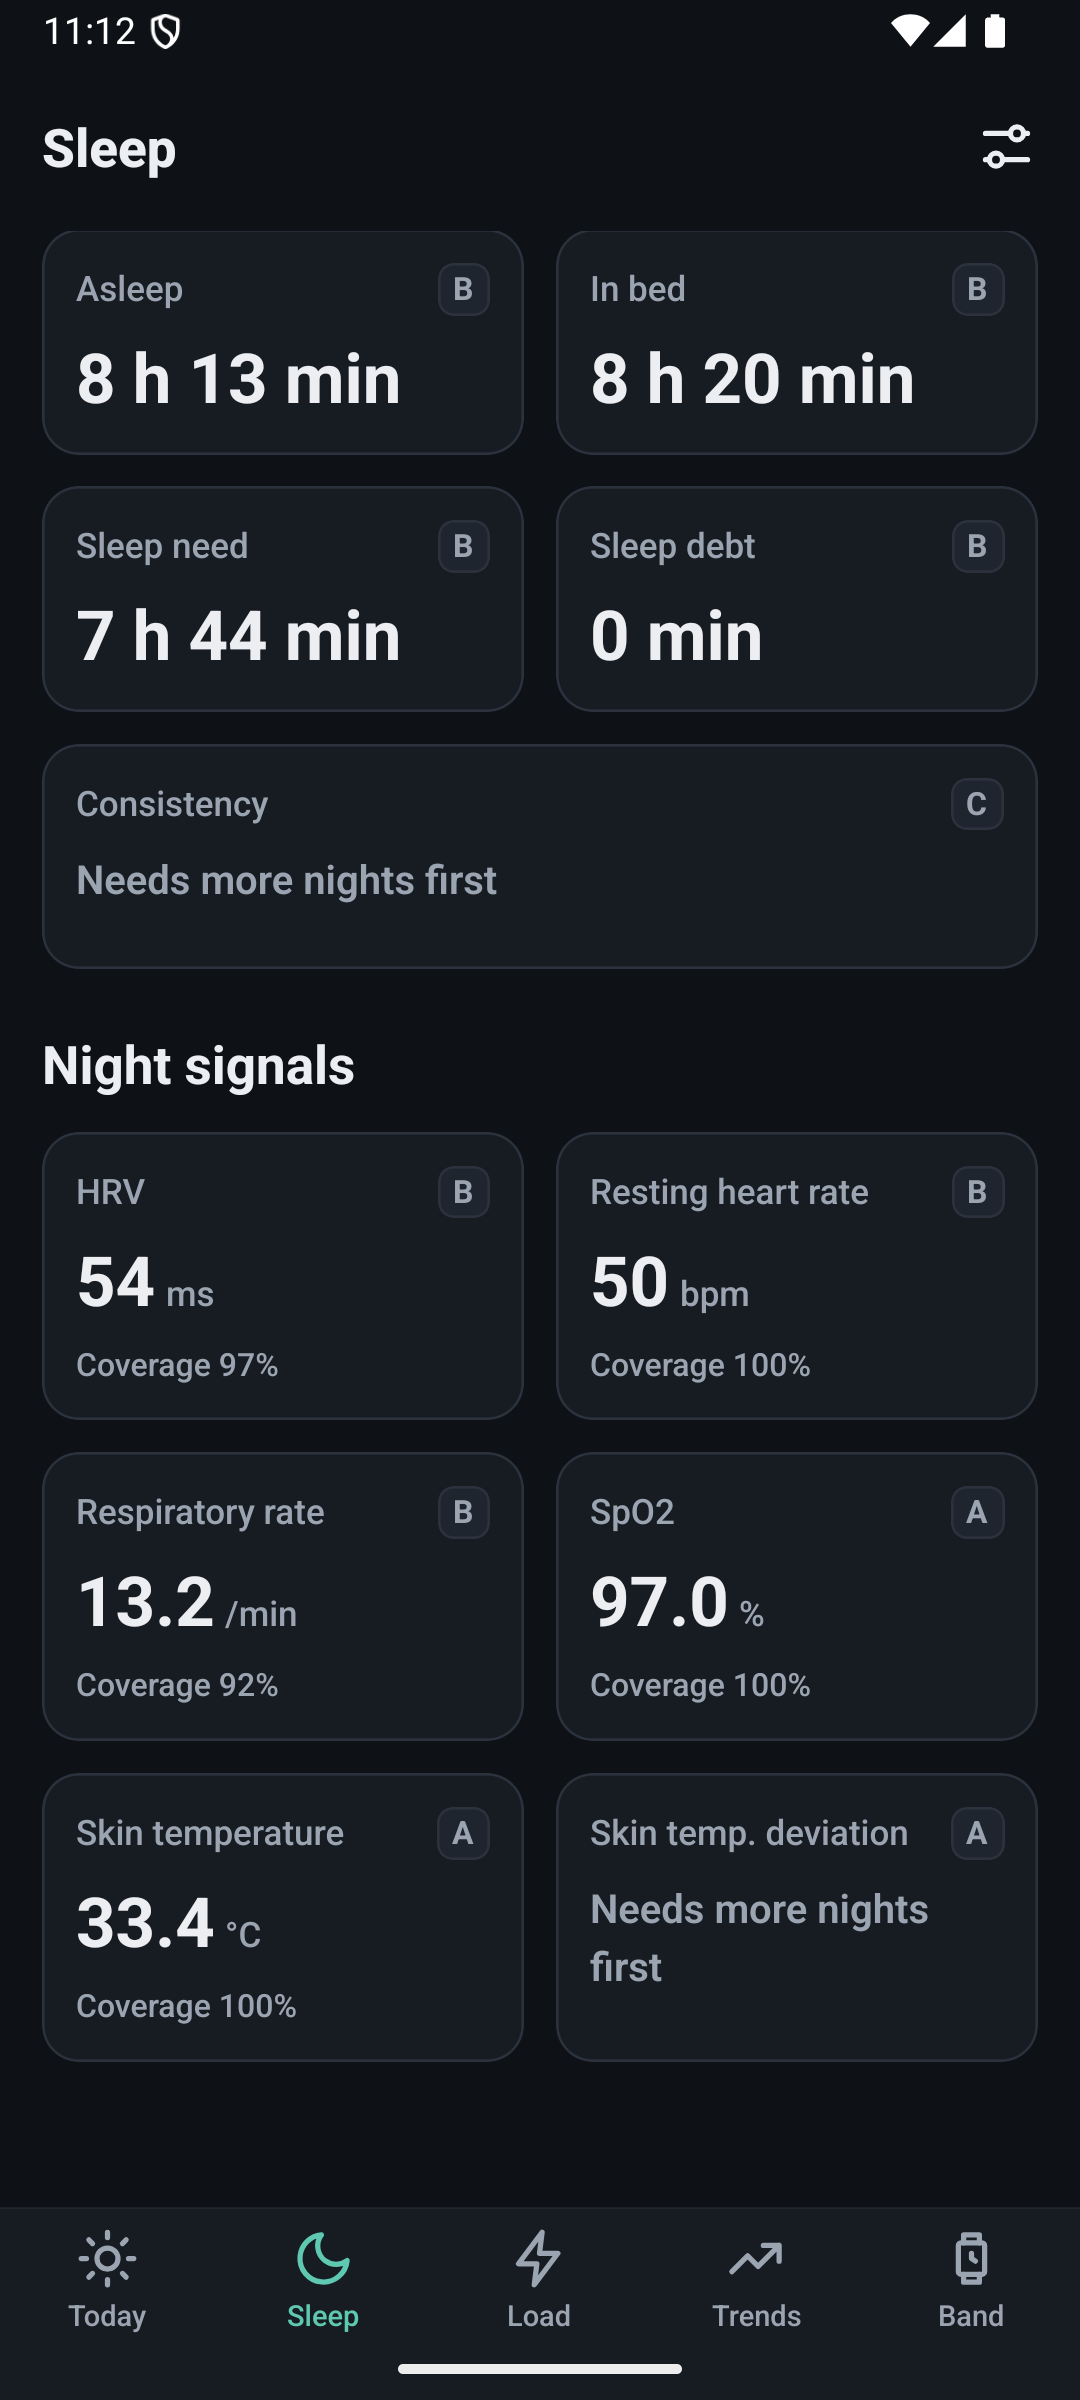 11:12
Sleep
Asleep B
8 h 13 min
In bed B
8 h 20 min
Sleep need B
7 h 44 min
Sleep debt B
0 min
Consistency C
Needs more nights first
Night signals
HRV B
54 ms
Coverage 97%
Resting heart rate B
50 bpm
Coverage 100%
Respiratory rate B
13.2 /min
Coverage 92%
SpO2 A
97.0 %
Coverage 100%
Skin temperature A
33.4 °C
Coverage 100%
Skin temp. deviation A
Needs more nights
first
Today
Sleep
Load
Trends
Band